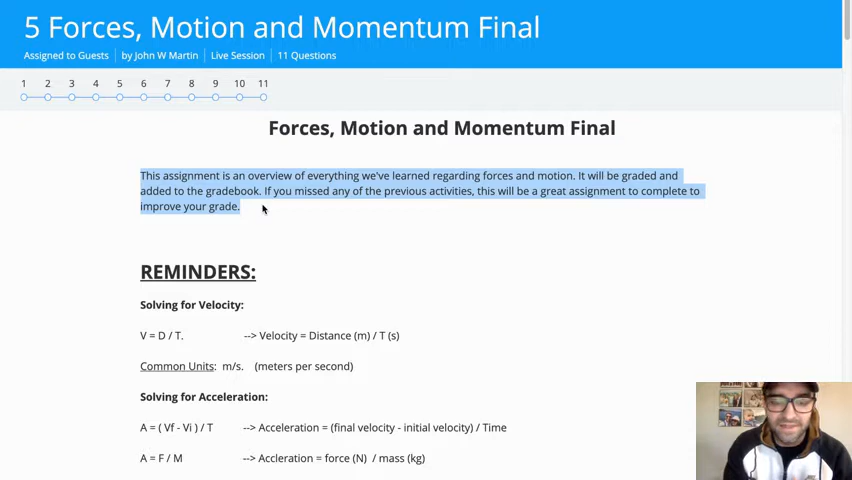 5 Forces, Motion and Momentum Final
Assigned to Guests | by John W Martin | Live Session | 11 Questions
1 2 3 4 5 6 7 8 9 10 11
Forces, Motion and Momentum Final
This assignment is an overview of everything we've learned regarding forces and motion. It will be graded and
added to the gradebook. If you missed any of the previous activities, this will be a great assignment to complete to
improve your grade.
REMINDERS:
Solving for Velocity:
V = D / T. --> Velocity = Distance (m) / T (s)
Common Units: m/s. (meters per second)
Solving for Acceleration:
A = ( Vf - Vi ) / T --> Acceleration = (final velocity - initial velocity) / Time
A = F / M --> Accleration = force (N) / mass (kg)